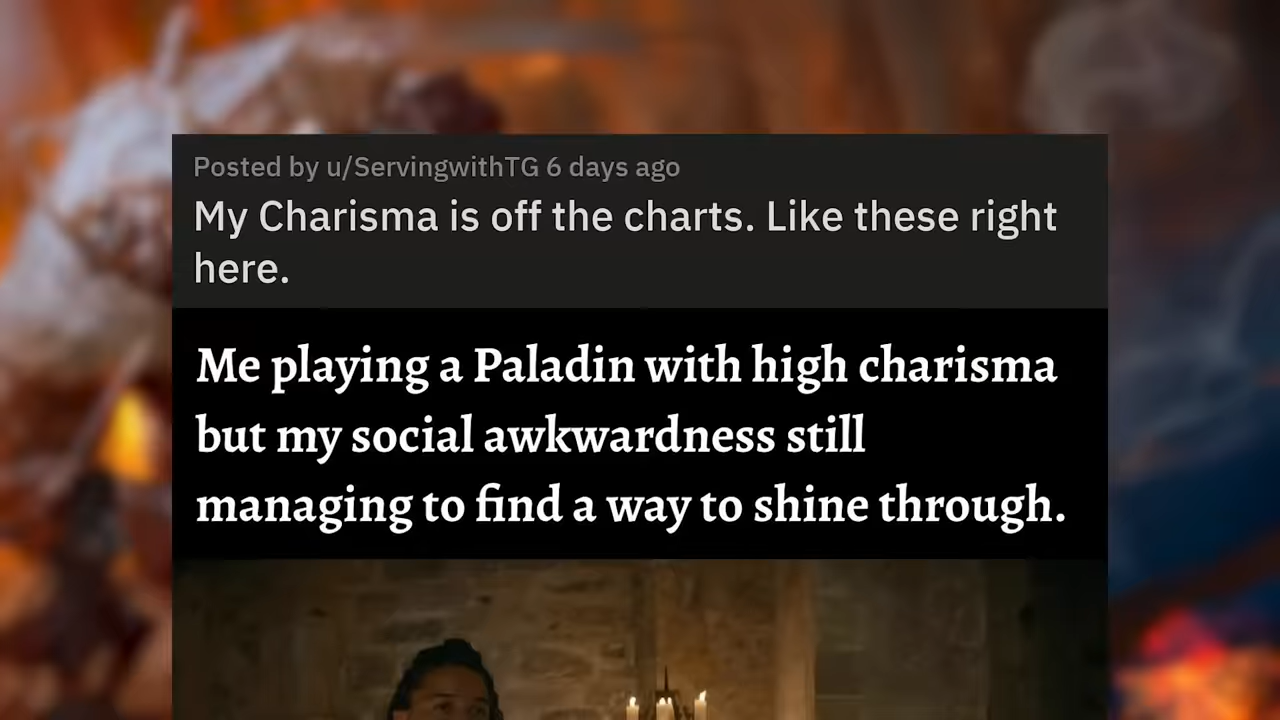 Posted by u/ServingwithTG 6 days ago
My Charisma is off the charts. Like these right
here.
Me playing a Paladin with high charisma
but my social awkwardness still
managing to find a way to shine through.